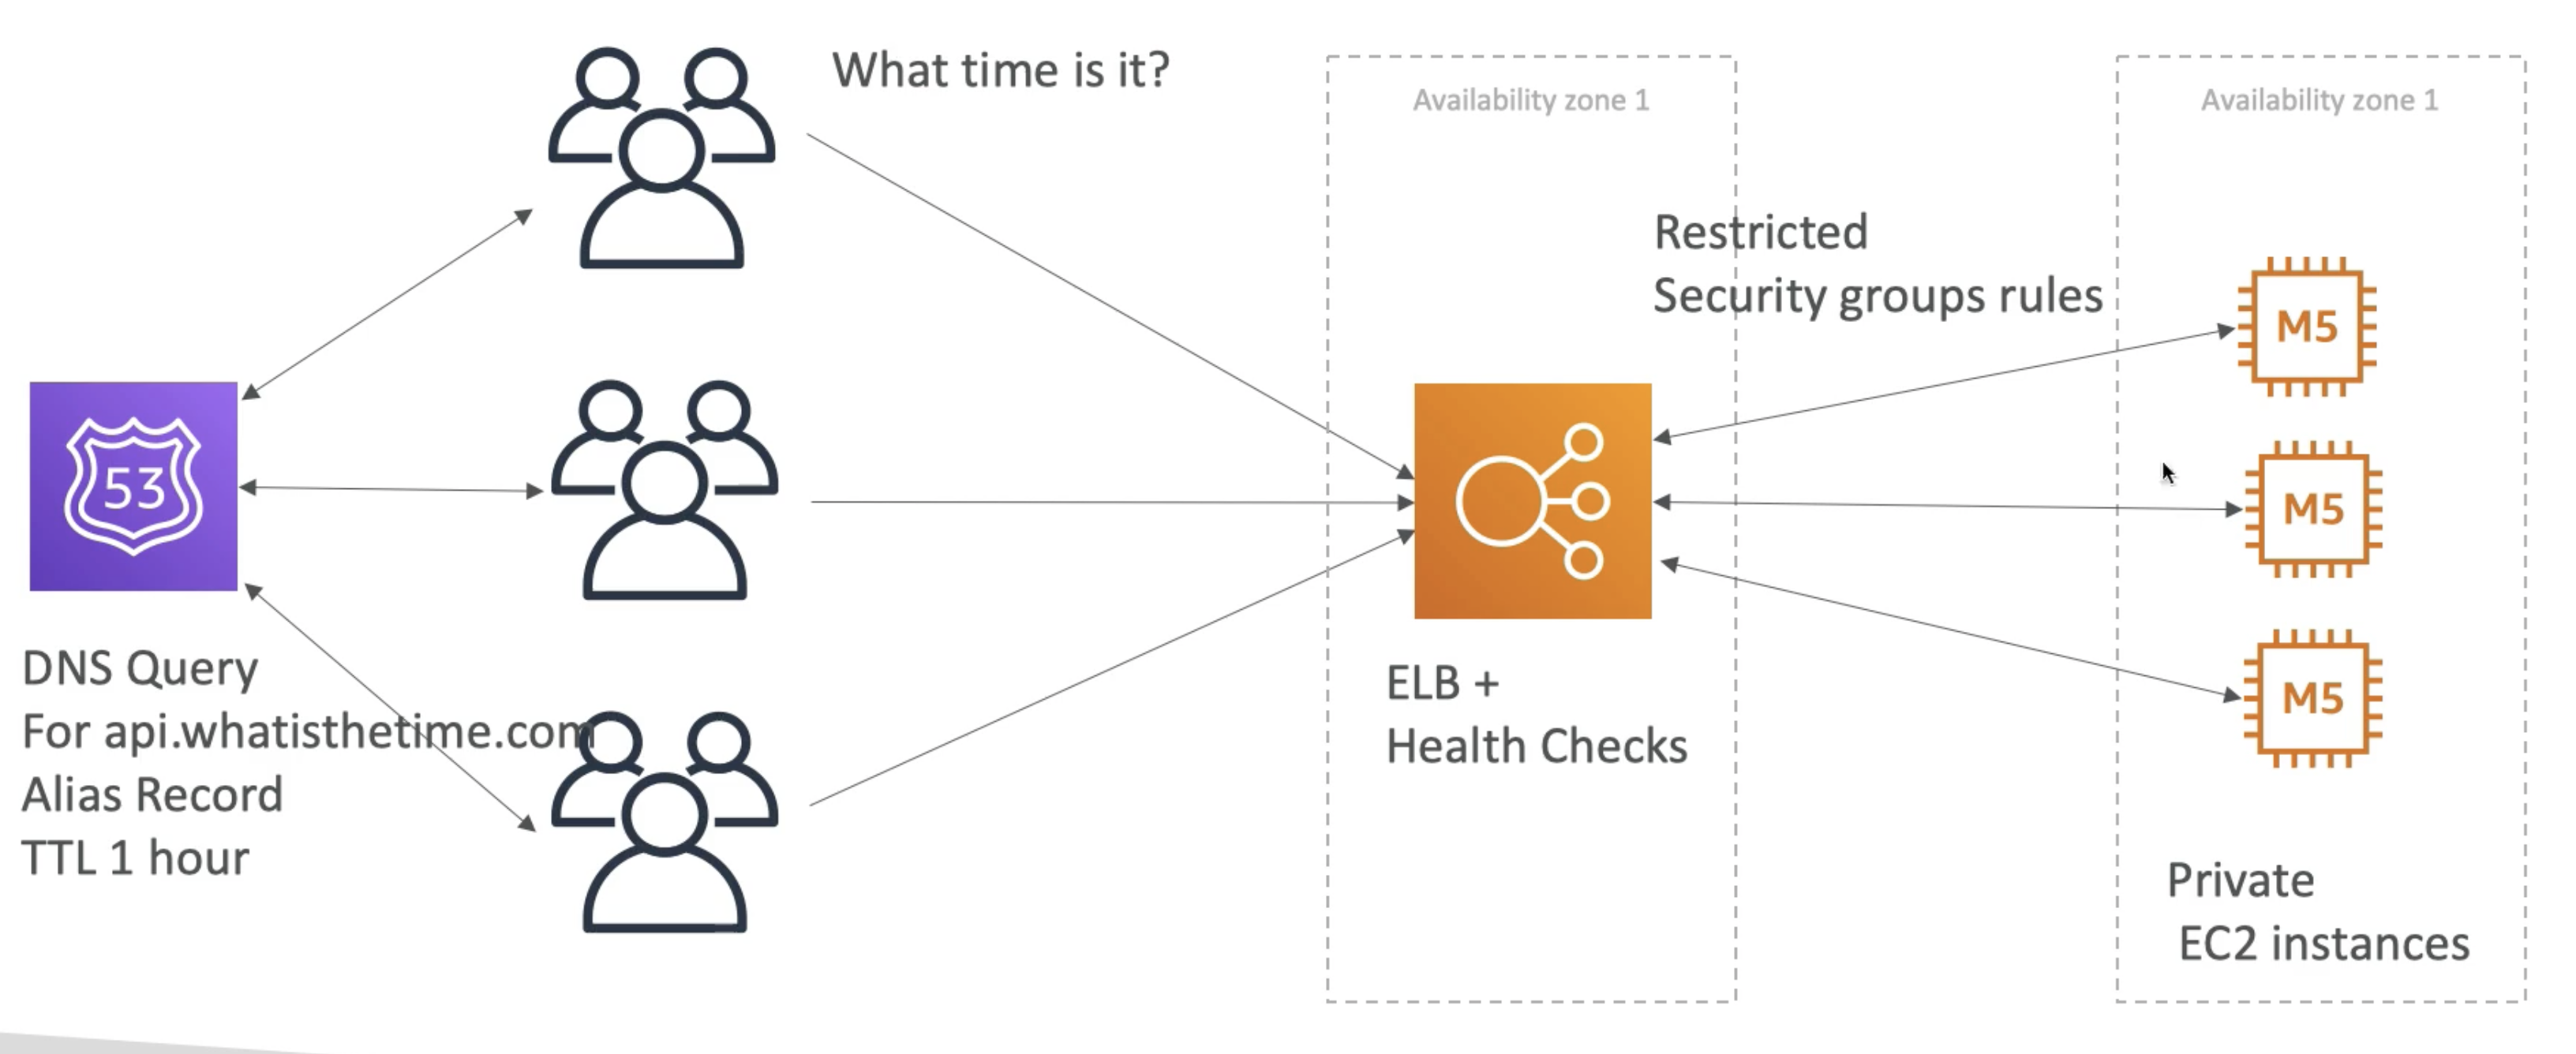 What time is it?
Availability zone 1
Availability zone 1
Restricted
Security groups rules
M5
M5
M5
53
DNS Query
For api.whatisthetime.com
Alias Record
TTL 1 hour
ELB +
Health Checks
Private
EC2 instances